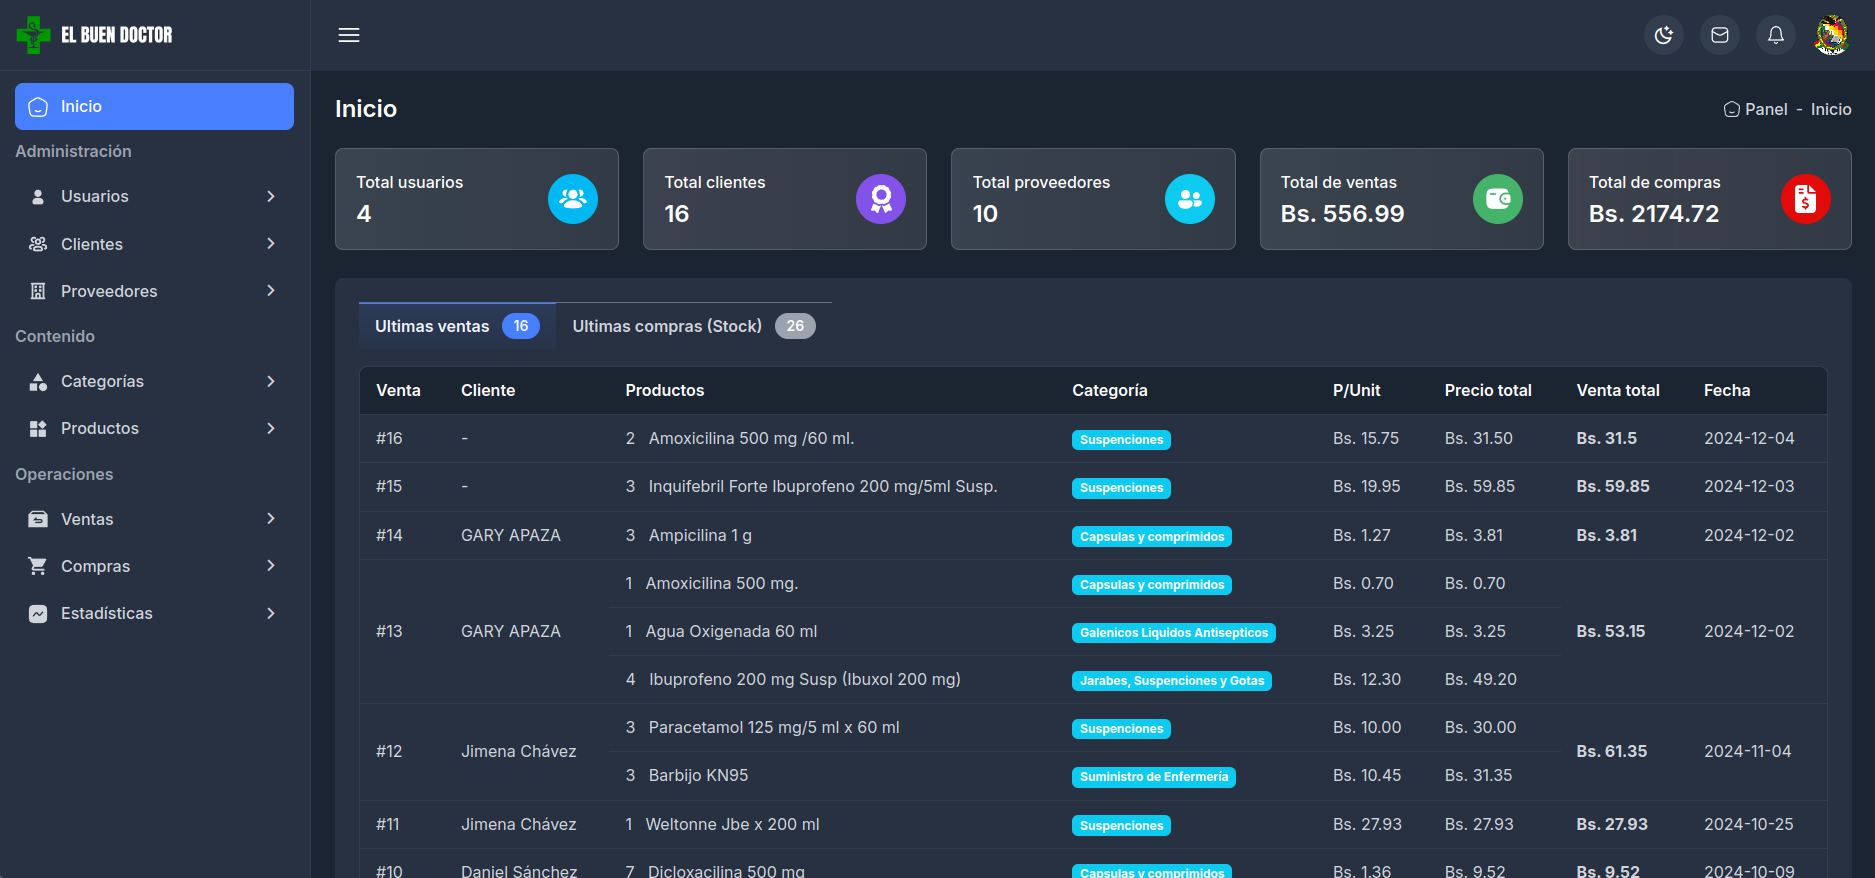 EL BUEN DOCTOR
Inicio
Administración
Usuarios
Clientes
Proveedores
Contenido
Categorías
Productos
Operaciones
Ventas
Compras
Estadísticas
Inicio
Panel - Inicio
Total usuarios
4
Total clientes
16
Total proveedores
10
Total de ventas
Bs. 556.99
Total de compras
Bs. 2174.72
Ultimas ventas 16 Ultimas compras (Stock) 26
Venta Cliente Productos Categoría P/Unit Precio total Venta total Fecha
#16 - 2 Amoxicilina 500 mg /60 ml. Suspenciones Bs. 15.75 Bs. 31.50 Bs. 31.5 2024-12-04
#15 - 3 Inquifebril Forte Ibuprofeno 200 mg/5ml Susp. Suspenciones Bs. 19.95 Bs. 59.85 Bs. 59.85 2024-12-03
#14 GARY APAZA 3 Ampicilina 1 g Capsulas y comprimidos Bs. 1.27 Bs. 3.81 Bs. 3.81 2024-12-02
1 Amoxicilina 500 mg. Capsulas y comprimidos Bs. 0.70 Bs. 0.70
#13 GARY APAZA 1 Agua Oxigenada 60 ml Galenicos Liquidos Antisepticos Bs. 3.25 Bs. 3.25 Bs. 53.15 2024-12-02
4 Ibuprofeno 200 mg Susp (Ibuxol 200 mg) Jarabes, Suspenciones y Gotas Bs. 12.30 Bs. 49.20
3 Paracetamol 125 mg/5 ml x 60 ml Suspenciones Bs. 10.00 Bs. 30.00
#12 Jimena Chávez Bs. 61.35 2024-11-04
3 Barbijo KN95 Suministro de Enfermería Bs. 10.45 Bs. 31.35
#11 Jimena Chávez 1 Weltonne Jbe x 200 ml Suspenciones Bs. 27.93 Bs. 27.93 Bs. 27.93 2024-10-25
#10 Daniel Sánchez 7 Dicloxacilina 500 mg Capsulas y comprimidos Bs. 1.36 Bs. 9.52 Bs. 9.52 2024-10-09